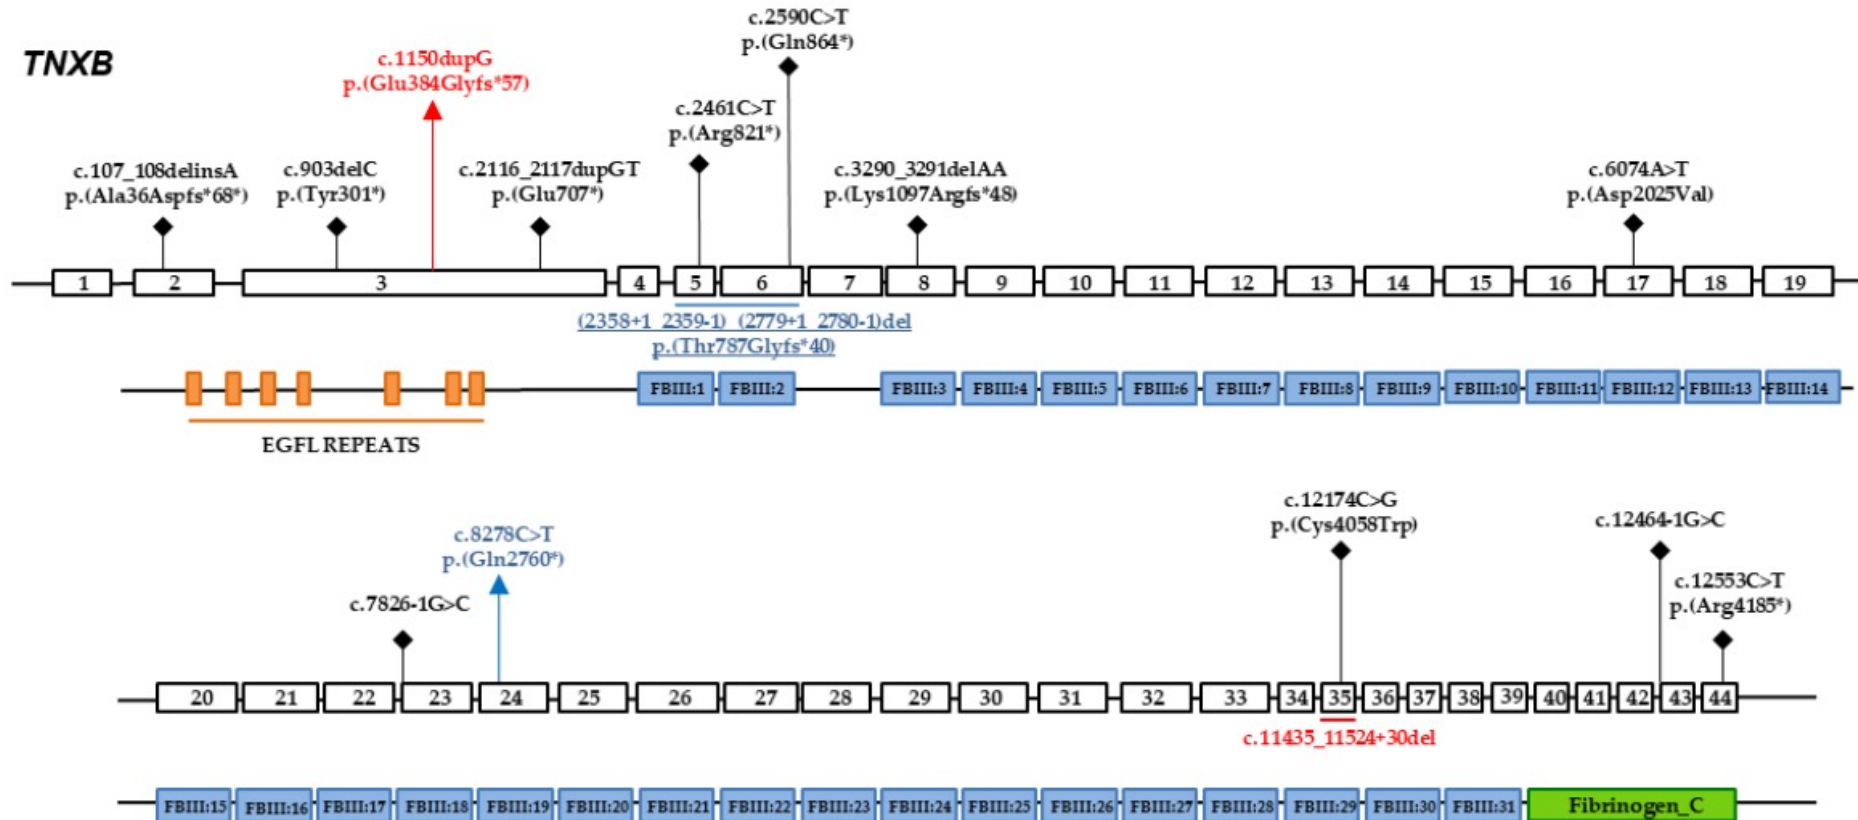 TNXB
c.2590C>T
p.(Gln864*)
c.1150dupG
p.(Glu384Glyfs*57)
c.2461C>T
p.(Arg821*)
c.107_108delinsA
p.(Ala36Aspfs*68*)
c.903delC
p.(Tyr301*)
c.2116_2117dupGT
p.(Glu707*)
c.3290_3291delAA
p.(Lys1097Argfs*48)
c.6074A>T
p.(Asp2025Val)
1 2 3 4 5 6 7 8 9 10 11 12 13 14 15 16 17 18 19
(2358+1_2359-1)_(2779+1_2780-1)del
p.(Thr787Glyfs*40)
FBIII:1 FBIII:2 FBIII:3 FBIII:4 FBIII:5 FBIII:6 FBIII:7 FBIII:8 FBIII:9 FBIII:10 FBIII:11 FBIII:12 FBIII:13 FBIII:14
EGFL REPEATS
c.12174C>G
p.(Cys4058Trp)
c.12464-1G>C
c.8278C>T
p.(Gln2760*)
c.12553C>T
p.(Arg4185*)
c.7826-1G>C
20 21 22 23 24 25 26 27 28 29 30 31 32 33 34 35 36 37 38 39 40 41 42 43 44
c.11435_11524+30del
FBIII:15 FBIII:16 FBIII:17 FBIII:18 FBIII:19 FBIII:20 FBIII:21 FBIII:22 FBIII:23 FBIII:24 FBIII:25 FBIII:26 FBIII:27 FBIII:28 FBIII:29 FBIII:30 FBIII:31 Fibrinogen_C